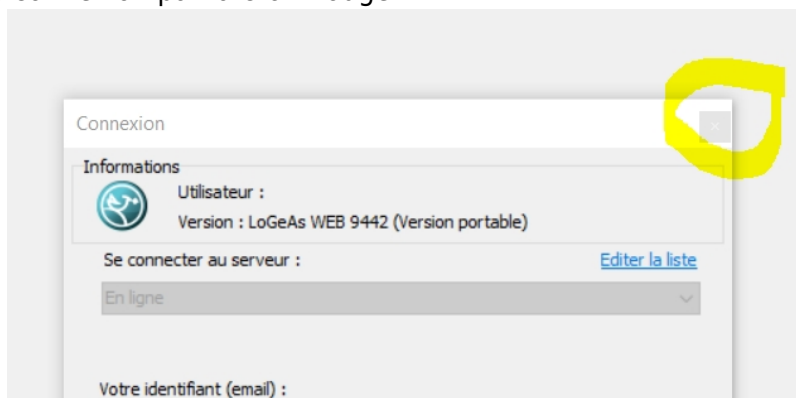 Connexion
Informations
Utilisateur :
Version : LoGeAs WEB 9442 (Version portable)
Se connecter au serveur :
Editer la liste
En ligne
Votre identifiant (email) :